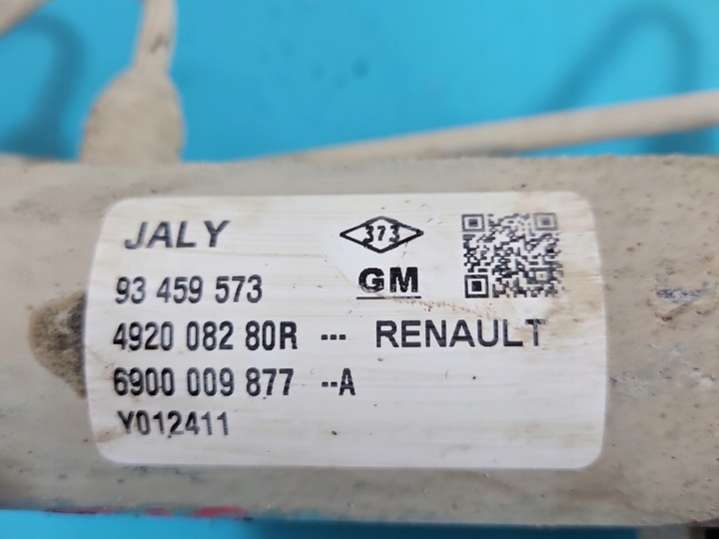 JALY
373
GM
93 459 573
4920 082 80R --- RENAULT
6900 009 877 --A
Y012411